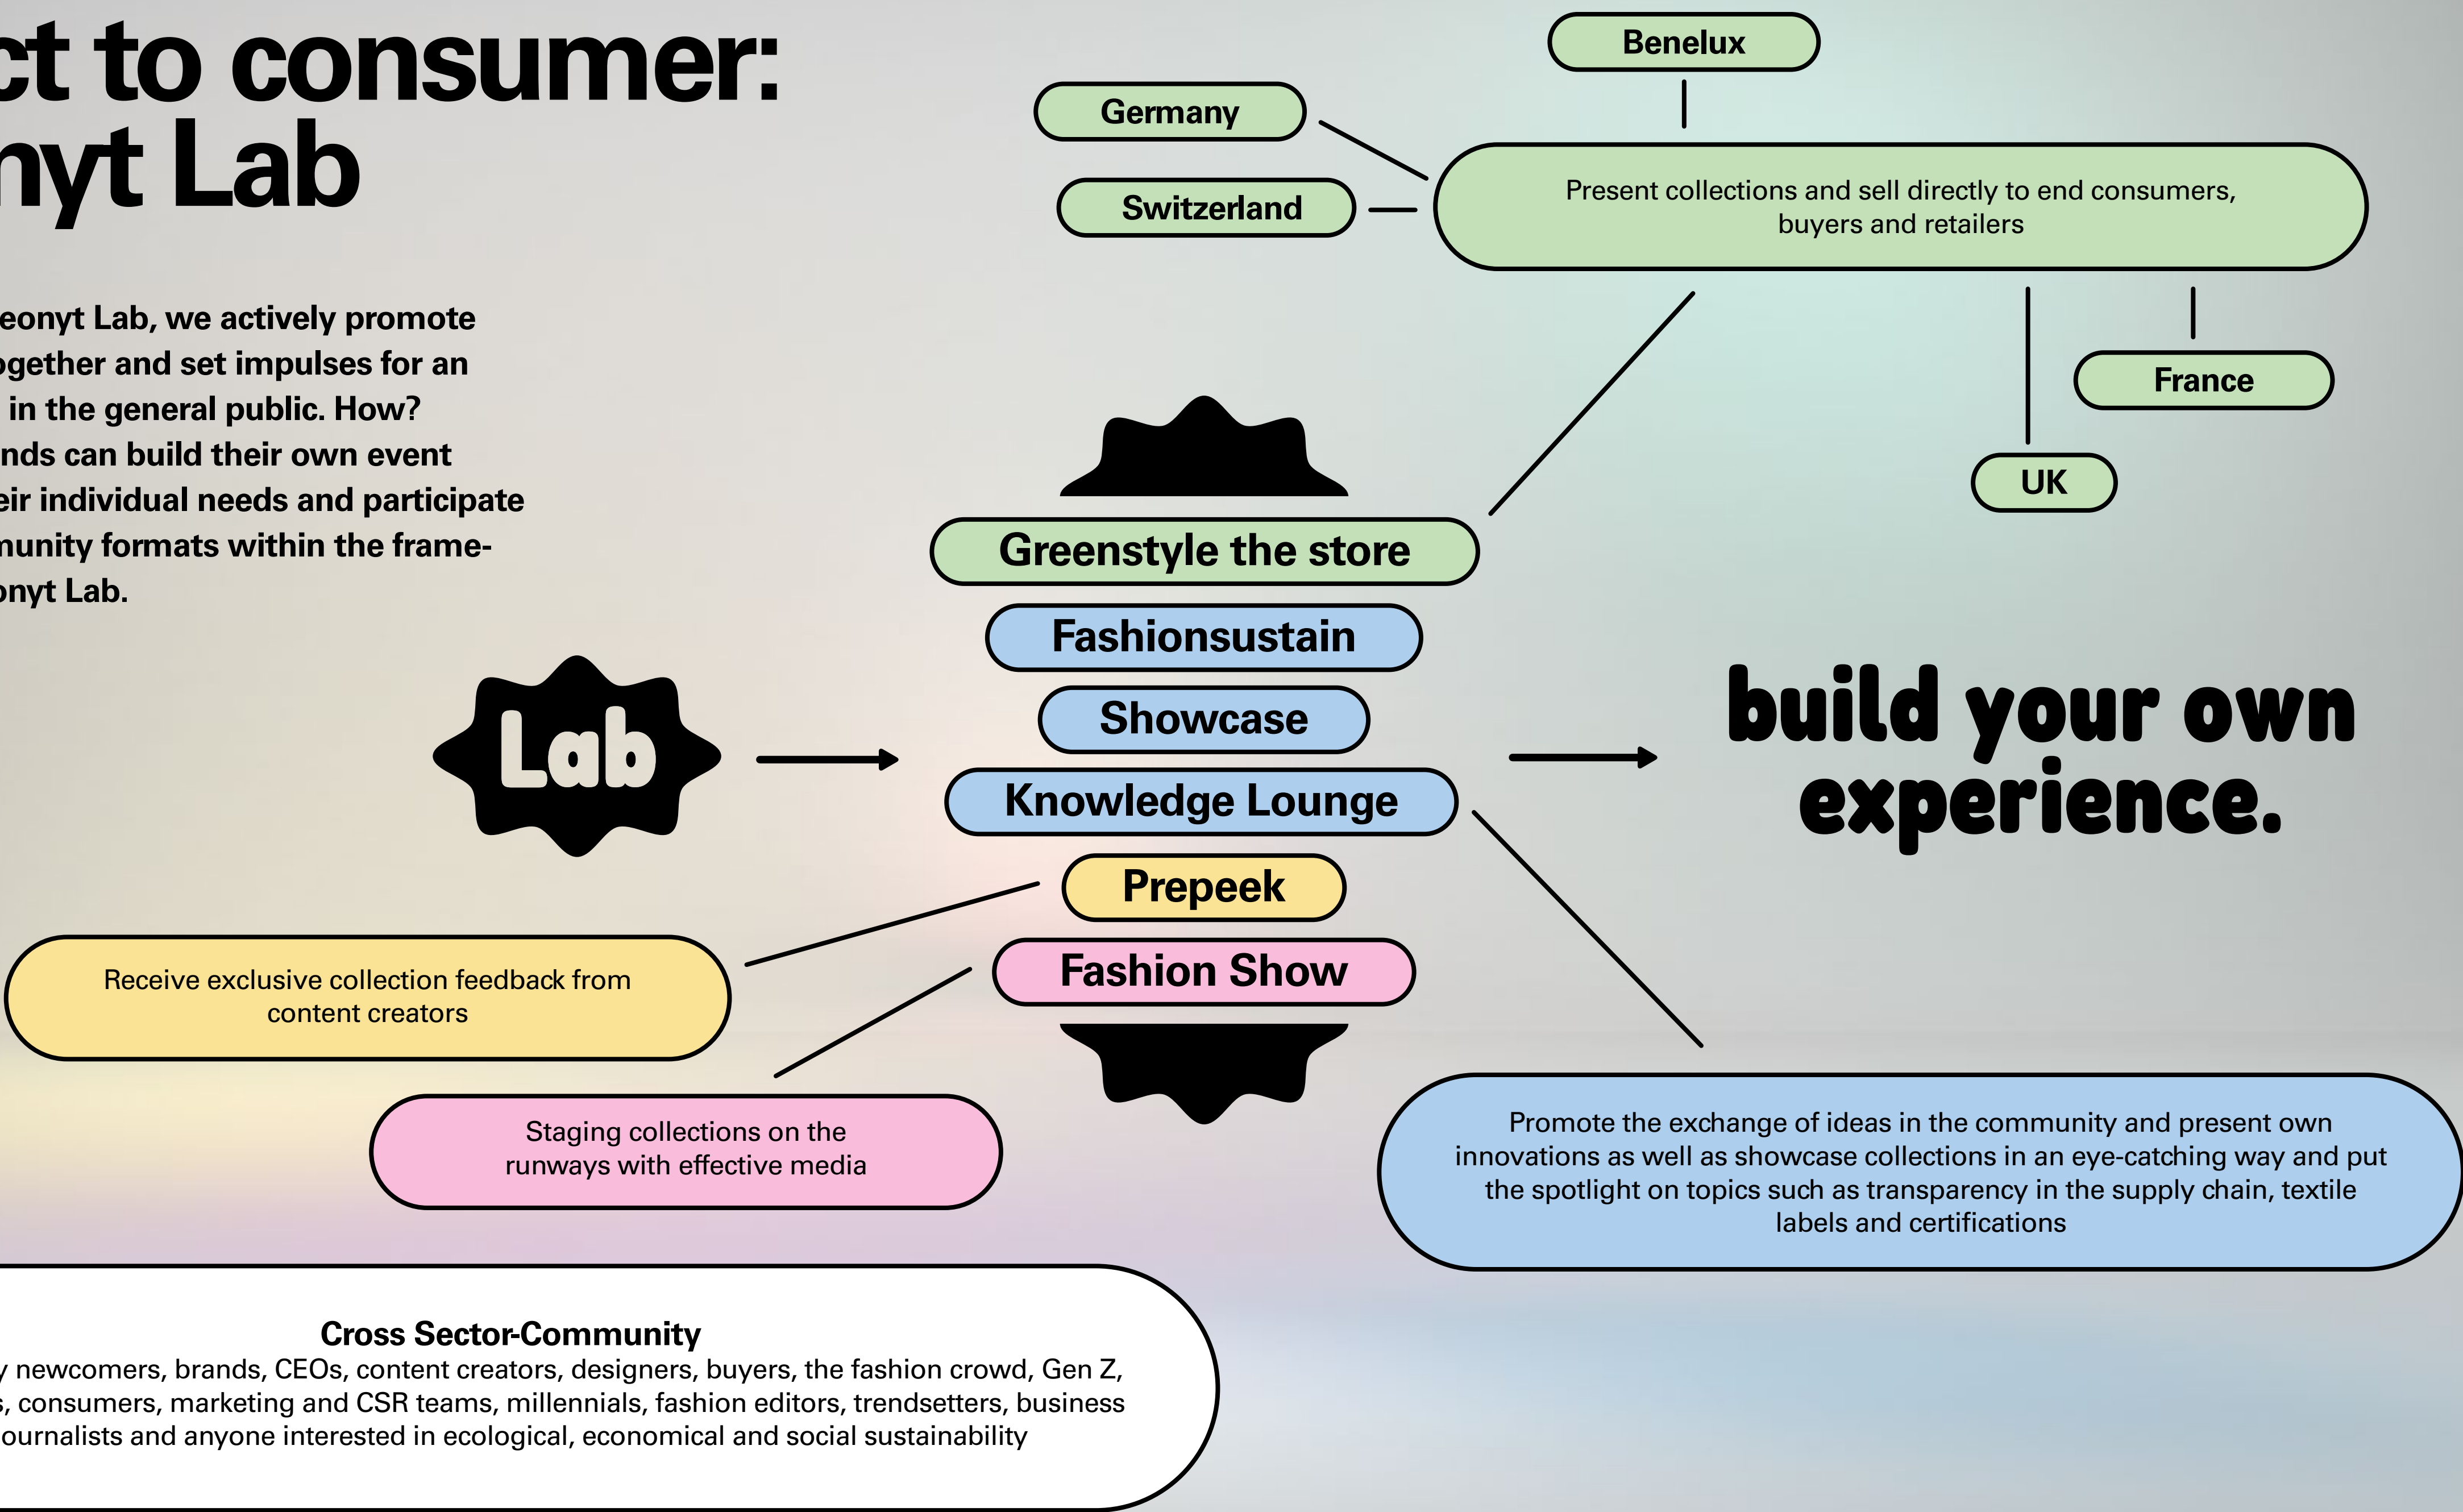 ct to consumer:
nyt Lab
eonyt Lab, we actively promote
ogether and set impulses for an
in the general public. How?
nds can build their own event
eir individual needs and participate
munity formats within the frame-
onyt Lab.
Benelux
Germany
Switzerland
Present collections and sell directly to end consumers,
buyers and retailers
France
UK
Greenstyle the store
Fashionsustain
Showcase
Knowledge Lounge
Prepeek
Fashion Show
Lab
build your own
experience.
Receive exclusive collection feedback from
content creators
Staging collections on the
runways with effective media
Promote the exchange of ideas in the community and present own
innovations as well as showcase collections in an eye-catching way and put
the spotlight on topics such as transparency in the supply chain, textile
labels and certifications
Cross Sector-Community
y newcomers, brands, CEOs, content creators, designers, buyers, the fashion crowd, Gen Z,
s, consumers, marketing and CSR teams, millennials, fashion editors, trendsetters, business
ournalists and anyone interested in ecological, economical and social sustainability